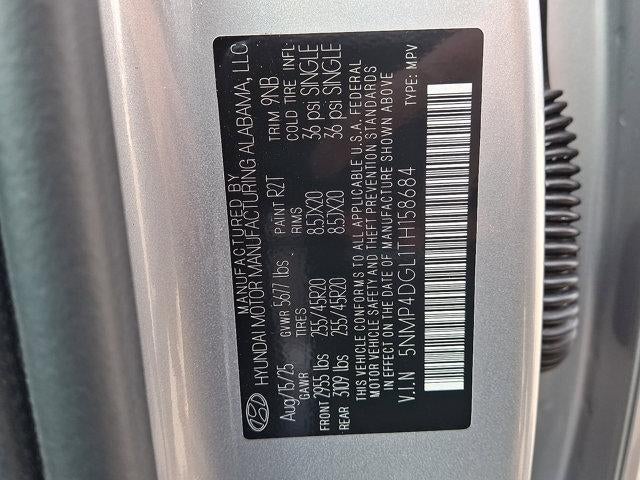 MANUFACTURED BY
HYUNDAI MOTOR MANUFACTURING ALABAMA, LLC
Aug/15/25 GVWR 5677 lbs PAINT R2T TRIM 9NB
GAWR TIRES RIMS COLD TIRE INFL.
FRONT 2955 lbs 255/45R20 8.5JX20 36 psi SINGLE
REAR 3109 lbs 255/45R20 8.5JX20 36 psi SINGLE
THIS VEHICLE CONFORMS TO ALL APPLICABLE U.S.A. FEDERAL
MOTOR VEHICLE SAFETY AND THEFT PREVENTION STANDARDS
IN EFFECT ON THE DATE OF MANUFACTURE SHOWN ABOVE
V.I.N 5NMP4DGL1TH158684 TYPE: MPV